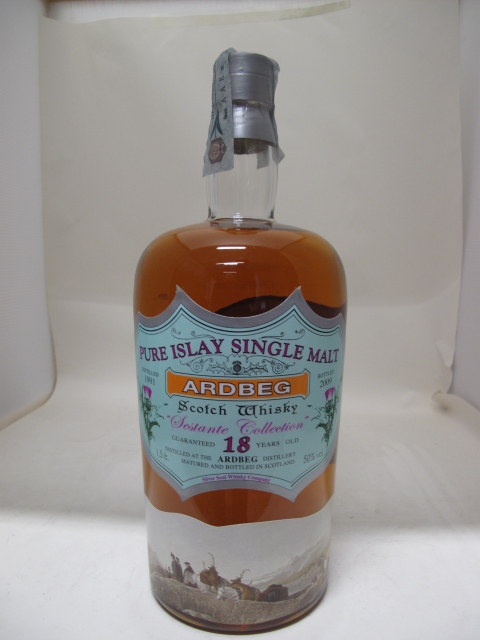 PURE ISLAY SINGLE MALT
DISTILLED 1991
BOTTLED 2009
ARDBEG
Scotch Whisky
"Sestante Collection"
GUARANTEED 18 YEARS OLD
1,5 lt. DISTILLED AT THE ARDBEG DISTILLERY 50% vol
MATURED AND BOTTLED IN SCOTLAND
Silver Seal Whisky Company